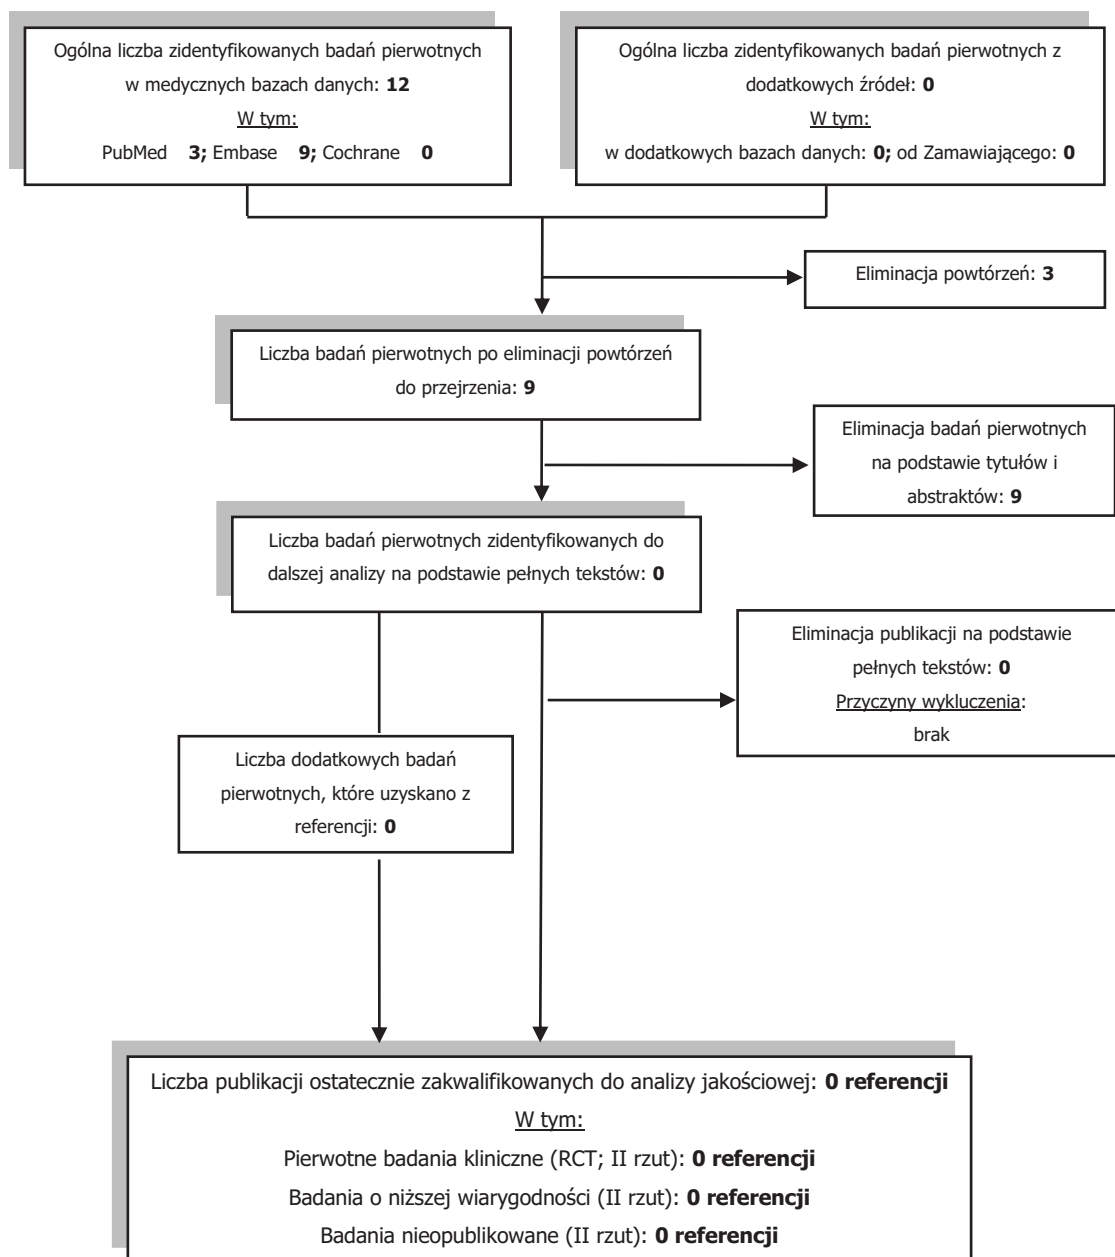 Ogólna liczba zidentyfikowanych badań pierwotnych
w medycznych bazach danych: 12
W tym:
PubMed 3; Embase 9; Cochrane 0
Ogólna liczba zidentyfikowanych badań pierwotnych z
dodatkowych źródeł: 0
W tym:
w dodatkowych bazach danych: 0; od Zamawiającego: 0
Eliminacja powtórzeń: 3
Liczba badań pierwotnych po eliminacji powtórzeń
do przejrzenia: 9
Eliminacja badań pierwotnych
na podstawie tytułów i
abstraktów: 9
Liczba badań pierwotnych zidentyfikowanych do
dalszej analizy na podstawie pełnych tekstów: 0
Eliminacja publikacji na podstawie
pełnych tekstów: 0
Przyczyny wykluczenia:
brak
Liczba dodatkowych badań
pierwotnych, które uzyskano z
referencji: 0
Liczba publikacji ostatecznie zakwalifikowanych do analizy jakościowej: 0 referencji
W tym:
Pierwotne badania kliniczne (RCT; II rzut): 0 referencji
Badania o niższej wiarygodności (II rzut): 0 referencji
Badania nieopublikowane (II rzut): 0 referencji